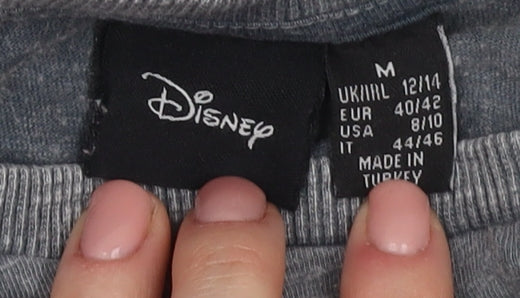 Disney
M
UK/IRL 12/14
EUR 40/42
USA 8/10
IT 44/46
MADE IN
TURKEY